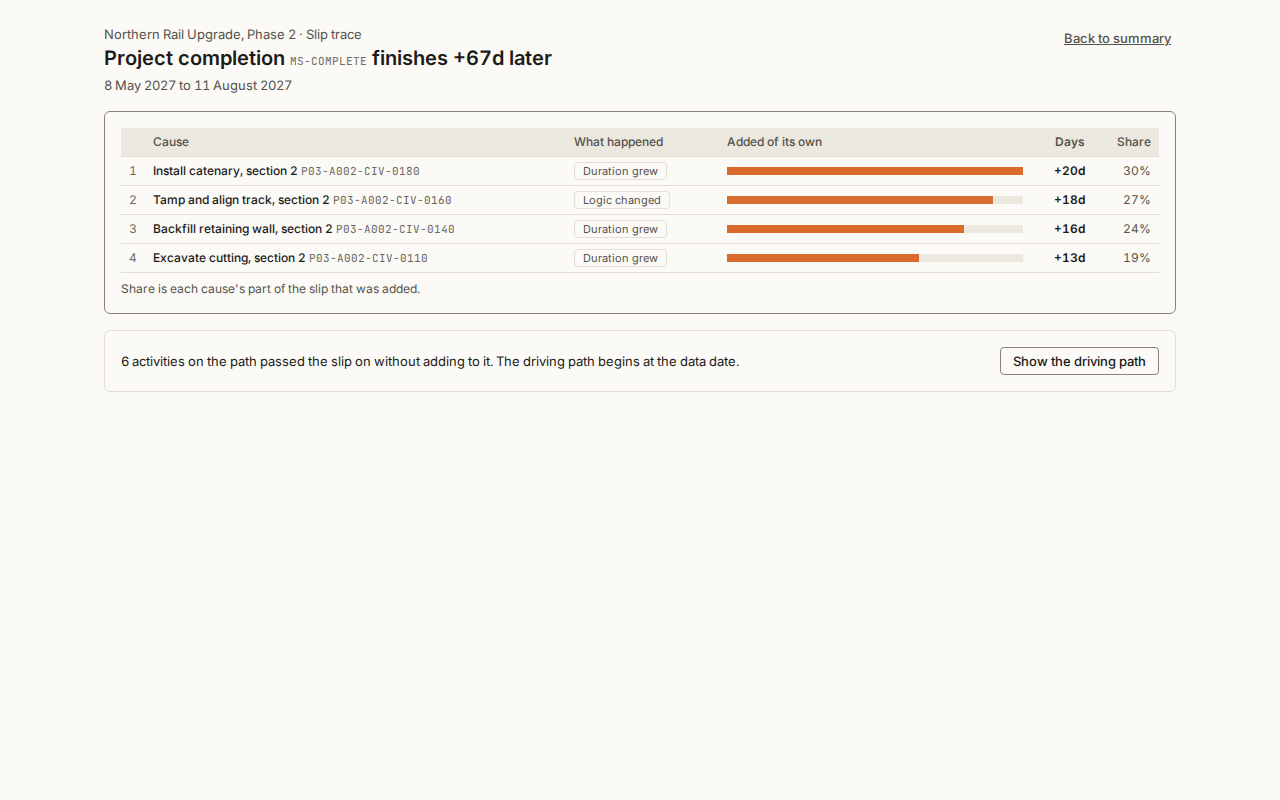 Northern Rail Upgrade, Phase 2 · Slip trace
Back to summary
Project completion MS-COMPLETE finishes +67d later
8 May 2027 to 11 August 2027
Cause What happened Added of its own Days Share
1 Install catenary, section 2 P03-A002-CIV-0180 Duration grew +20d 30%
2 Tamp and align track, section 2 P03-A002-CIV-0160 Logic changed +18d 27%
3 Backfill retaining wall, section 2 P03-A002-CIV-0140 Duration grew +16d 24%
4 Excavate cutting, section 2 P03-A002-CIV-0110 Duration grew +13d 19%
Share is each cause's part of the slip that was added.
6 activities on the path passed the slip on without adding to it. The driving path begins at the data date. Show the driving path